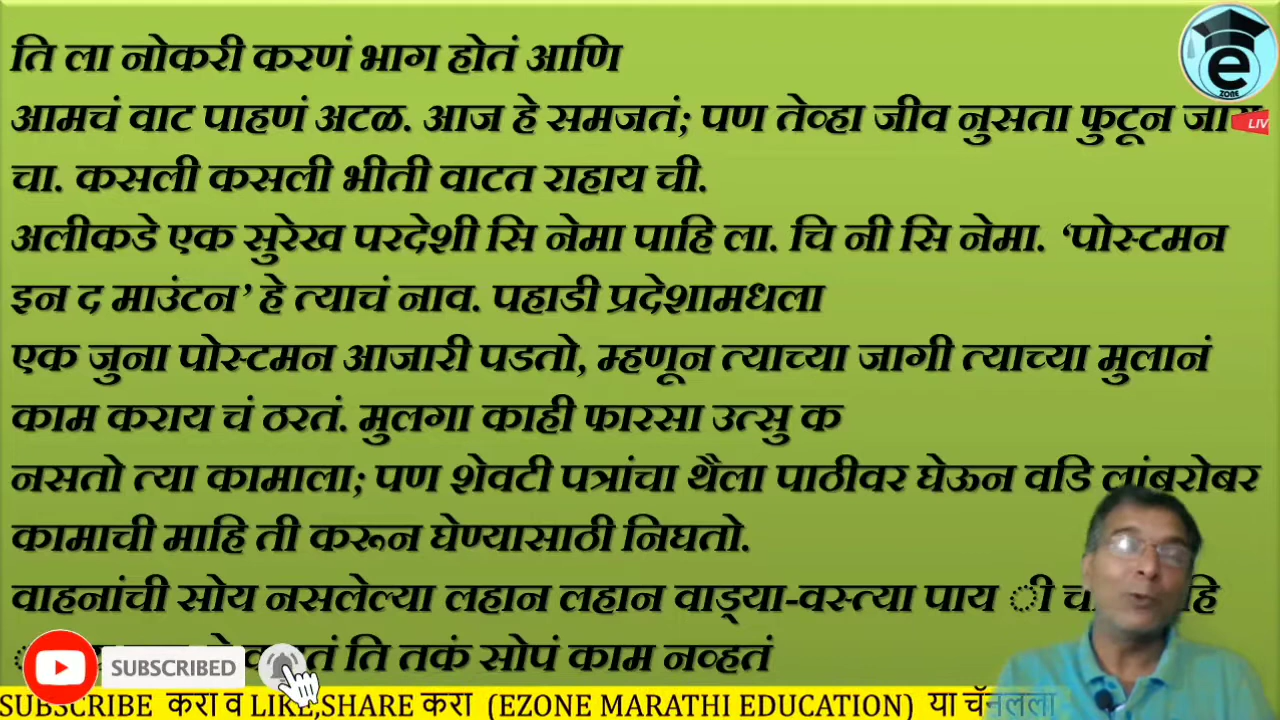 ति ला नोकरी करणं भाग होतं आणि
आमचं वाट पाहणं अटळ. आज हे समजतं; पण तेव्हा जीव नुसता फुटून
चा. कसली कसली भीती वाटत राहाय ची.
अलीकडे एक सुरेख परदेशी सि नेमा पाहि ला. चि नी सि नेमा. ‘पोस्टमन
इन द माउंटन’ हे त्याचं नाव. पहाडी प्रदेशामधला
एक जुना पोस्टमन आजारी पडतो, म्हणून त्याच्या जागी त्याच्या मुलानं
काम कराय चं ठरतं. मुलगा काही फारसा उत्सु क
नसतो त्या कामाला; पण शेवटी पत्रांचा थैला पाठीवर घेऊन वडि लांबरोबर
कामाची माहि ती करून घेण्यासाठी निघतो.
वाहनांची सोय नसलेल्या लहान लहान वाड्या-वस्त्या पाय ी
ति तकं सोपं काम नव्हतं
e
ZONE
LIV
SUBSCRIBED
SUBSCRIBE करा व LIKE,SHARE करा (EZONE MARATHI EDUCATION) या चॅनलला